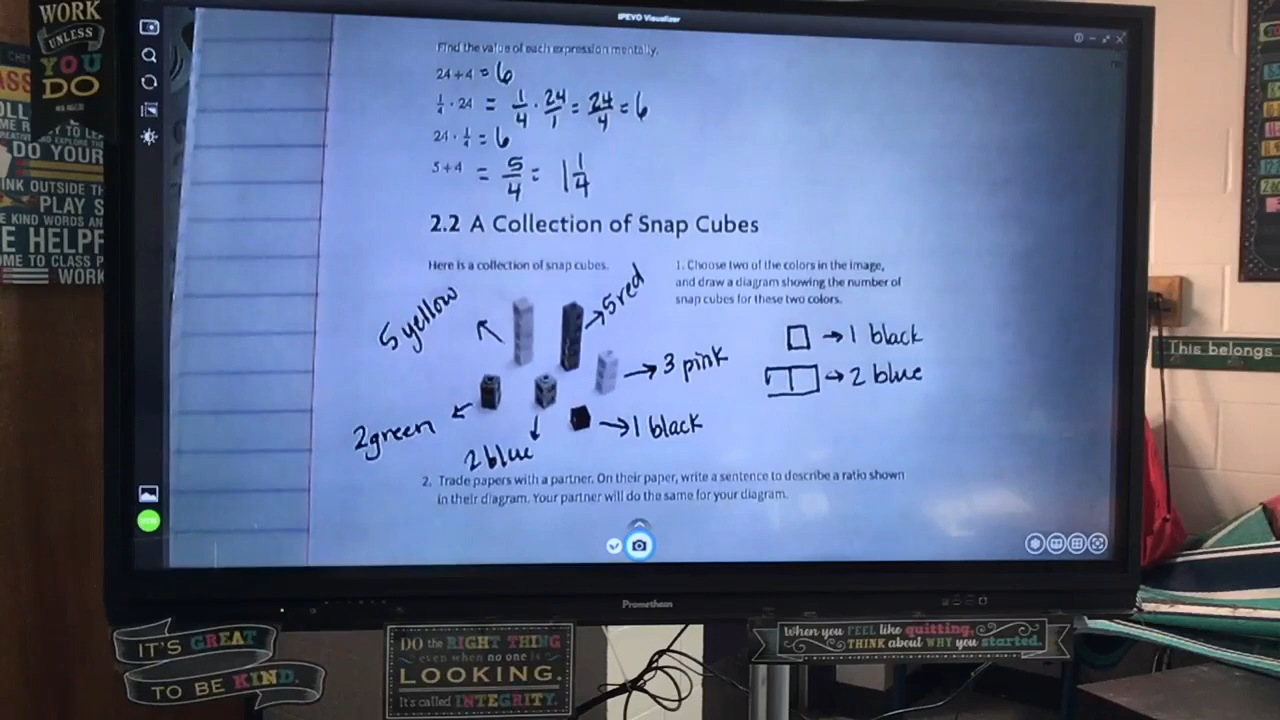 IPEVO Visualizer
WORK
UNLESS
YOU
DO
DO YOUR
INK OUTSIDE TH
PLAY S
E KIND WORDS AN
E HELPF
OME TO CLASS P
WORK
Find the value of each expression mentally.
24 ÷ 4 = 6
1/4 · 24 = 1/4 · 24/1 = 24/4 = 6
24 · 1/4 = 6
5 ÷ 4 = 5/4 = 1 1/4
2.2 A Collection of Snap Cubes
Here is a collection of snap cubes.
5 yellow
5 red
3 pink
2 green
2 blue
1 black
1. Choose two of the colors in the image,
and draw a diagram showing the number of
snap cubes for these two colors.
1 black
2 blue
2. Trade papers with a partner. On their paper, write a sentence to describe a ratio shown
in their diagram. Your partner will do the same for your diagram.
This belongs
Promethean
IT'S GREAT
TO BE KIND.
DO the RIGHT THING
even when no one is
LOOKING.
It's called INTEGRITY.
When you FEEL like quitting,
THINK about WHY you started.